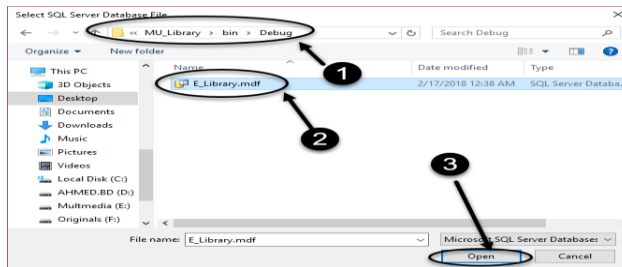 Select SQL Server Database File
« MU_Library > bin > Debug
Search Debug
Organize
New folder
Name
Date modified
Type
This PC
3D Objects
Desktop
Documents
Downloads
Music
Pictures
Videos
Local Disk (C:)
AHMED.BD (D:)
Multmedia (E:)
Originals (F:)
E_Library.mdf
2/17/2018 12:38 AM
SQL Server Databa.
1
2
3
File name:
E_Library.mdf
Microsoft SQL Server Databases
Open
Cancel